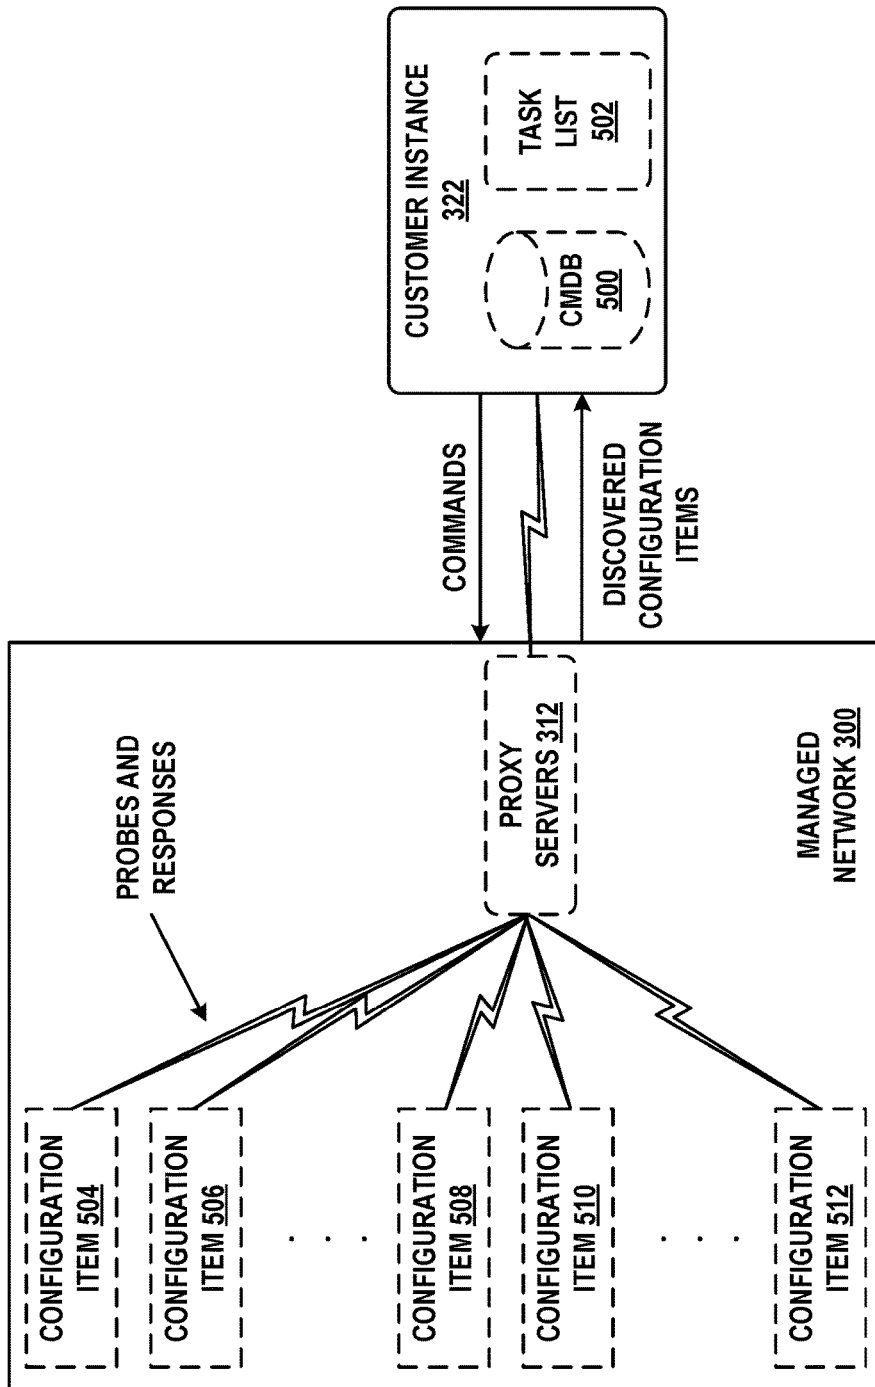 CUSTOMER INSTANCE
322
CMDB
500
TASK
LIST
502
COMMANDS
DISCOVERED
CONFIGURATION
ITEMS
PROBES AND
RESPONSES
PROXY
SERVERS 312
MANAGED
NETWORK 300
CONFIGURATION
ITEM 504
CONFIGURATION
ITEM 506
. . .
CONFIGURATION
ITEM 508
CONFIGURATION
ITEM 510
. . .
CONFIGURATION
ITEM 512